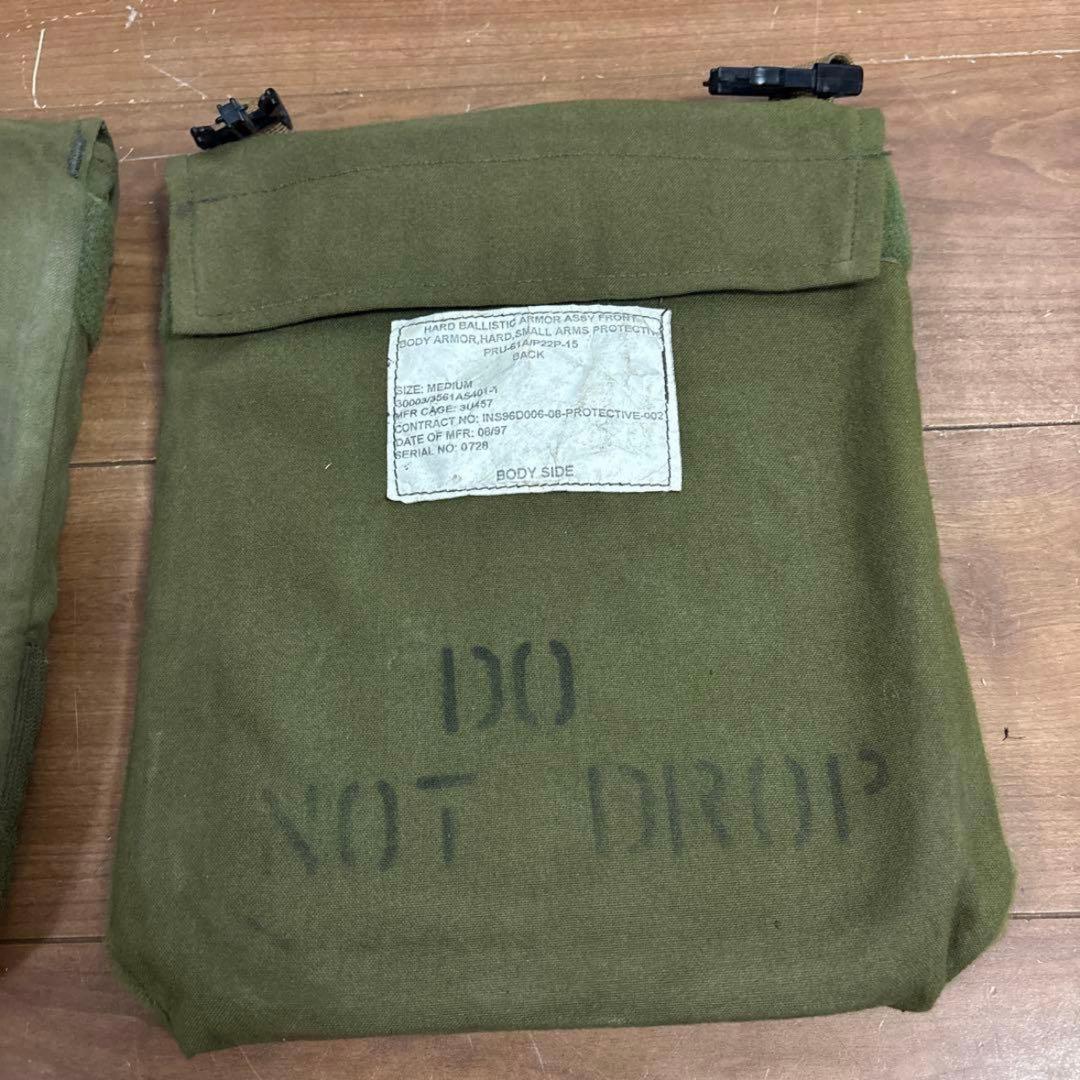 HARD BALLISTIC ARMOR ASSY FRONT
BODY ARMOR,HARD,SMALL ARMS PROTECTIV
PRU-61A/P22P-15
BACK
SIZE: MEDIUM
30003/3561AS401-1
MFR CAGE: 3U457
CONTRACT NO: INS96D006-08-PROTECTIVE-002
DATE OF MFR: 08/97
SERIAL NO: 0728
BODY SIDE
DO
NOT DROP